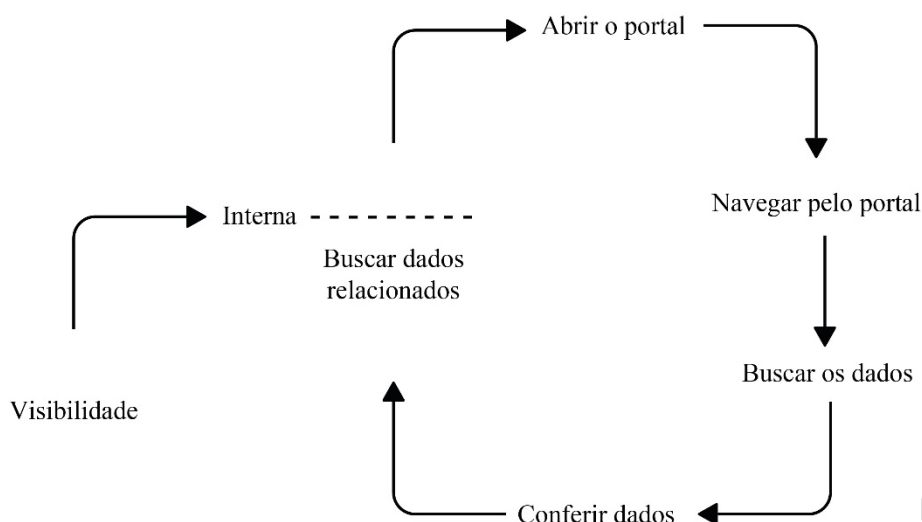 Abrir o portal
Navegar pelo portal
Interna
Buscar dados
relacionados
Buscar os dados
Visibilidade
Conferir dados